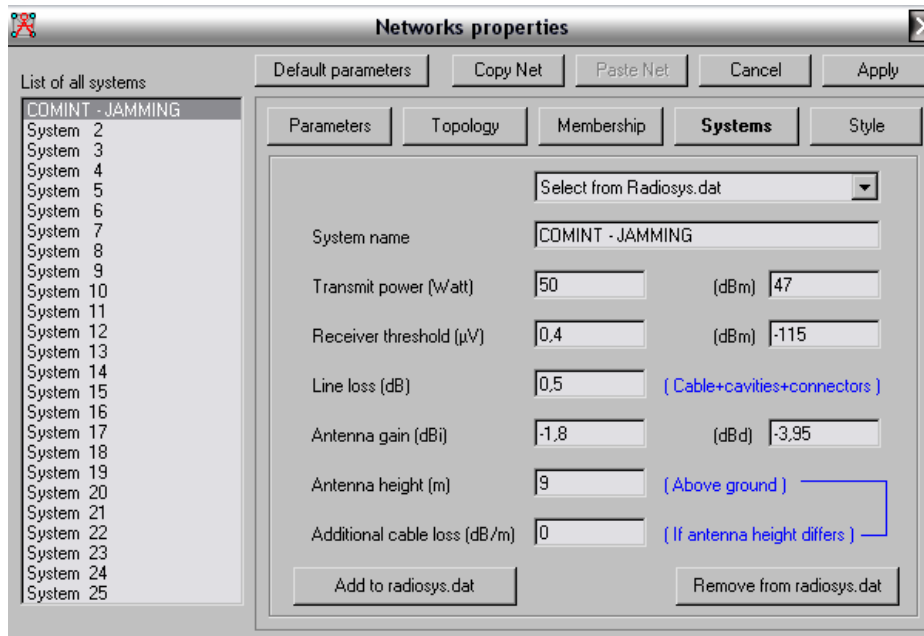 Networks properties
List of all systems
Default parameters
Copy Net
Paste Net
Cancel
Apply
COMINT - JAMMING
System 2
System 3
System 4
System 5
System 6
System 7
System 8
System 9
System 10
System 11
System 12
System 13
System 14
System 15
System 16
System 17
System 18
System 19
System 20
System 21
System 22
System 23
System 24
System 25
Parameters
Topology
Membership
Systems
Style
Select from Radiosys.dat
System name COMINT - JAMMING
Transmit power (Watt) 50 (dBm) 47
Receiver threshold (µV) 0,4 (dBm) -115
Line loss (dB) 0,5 ( Cable+cavities+connectors )
Antenna gain (dBi) -1,8 (dBd) -3,95
Antenna height (m) 9 ( Above ground )
Additional cable loss (dB/m) 0 ( If antenna height differs )
Add to radiosys.dat
Remove from radiosys.dat